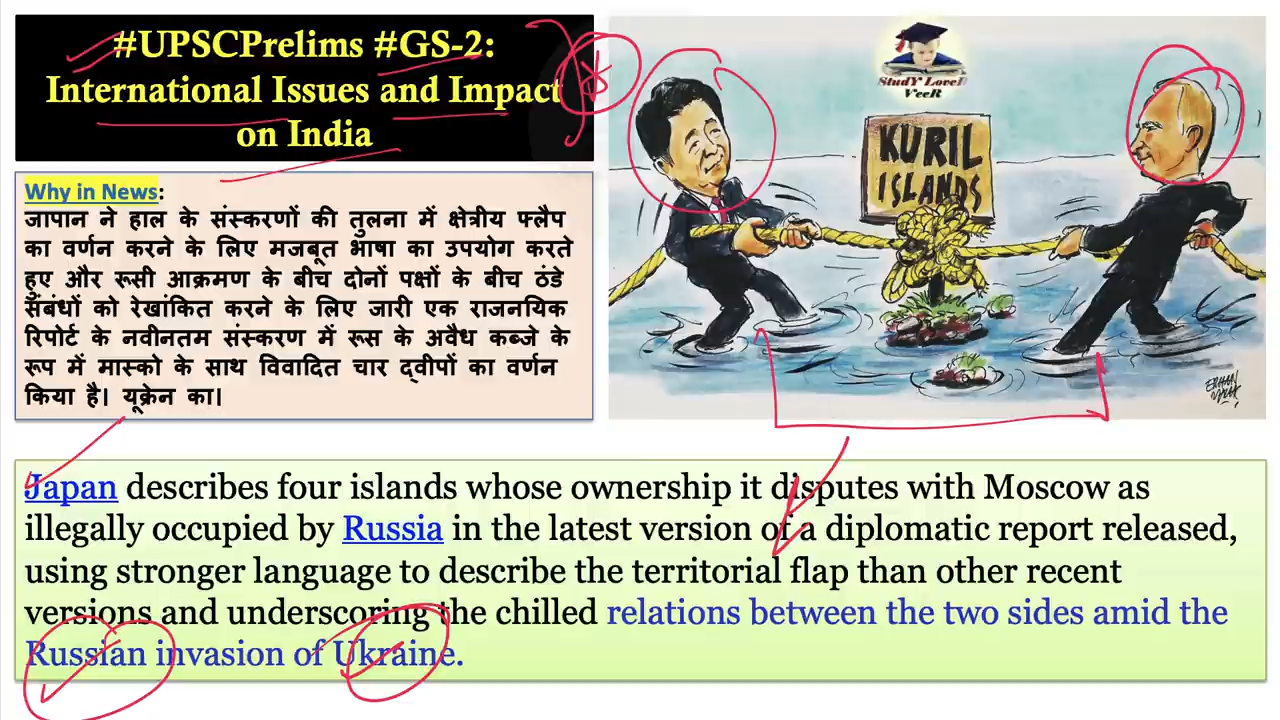 #UPSCPrelims #GS-2:
International Issues and Impact
on India
Why in News:
जापान ने हाल के संस्करणों की तुलना में क्षेत्रीय फ्लैप
का वर्णन करने के लिए मजबूत भाषा का उपयोग करते
हुए और रूसी आक्रमण के बीच दोनों पक्षों के बीच ठंडे
संबंधों को रेखांकित करने के लिए जारी एक राजनयिक
रिपोर्ट के नवीनतम संस्करण में रूस के अवैध कब्जे के
रूप में मास्को के साथ विवादित चार द्वीपों का वर्णन
किया है। यूक्रेन का।
StudY LoveR
VeeR
KURIL
ISLANDS
Japan describes four islands whose ownership it disputes with Moscow as
illegally occupied by Russia in the latest version of a diplomatic report released,
using stronger language to describe the territorial flap than other recent
versions and underscoring the chilled relations between the two sides amid the
Russian invasion of Ukraine.